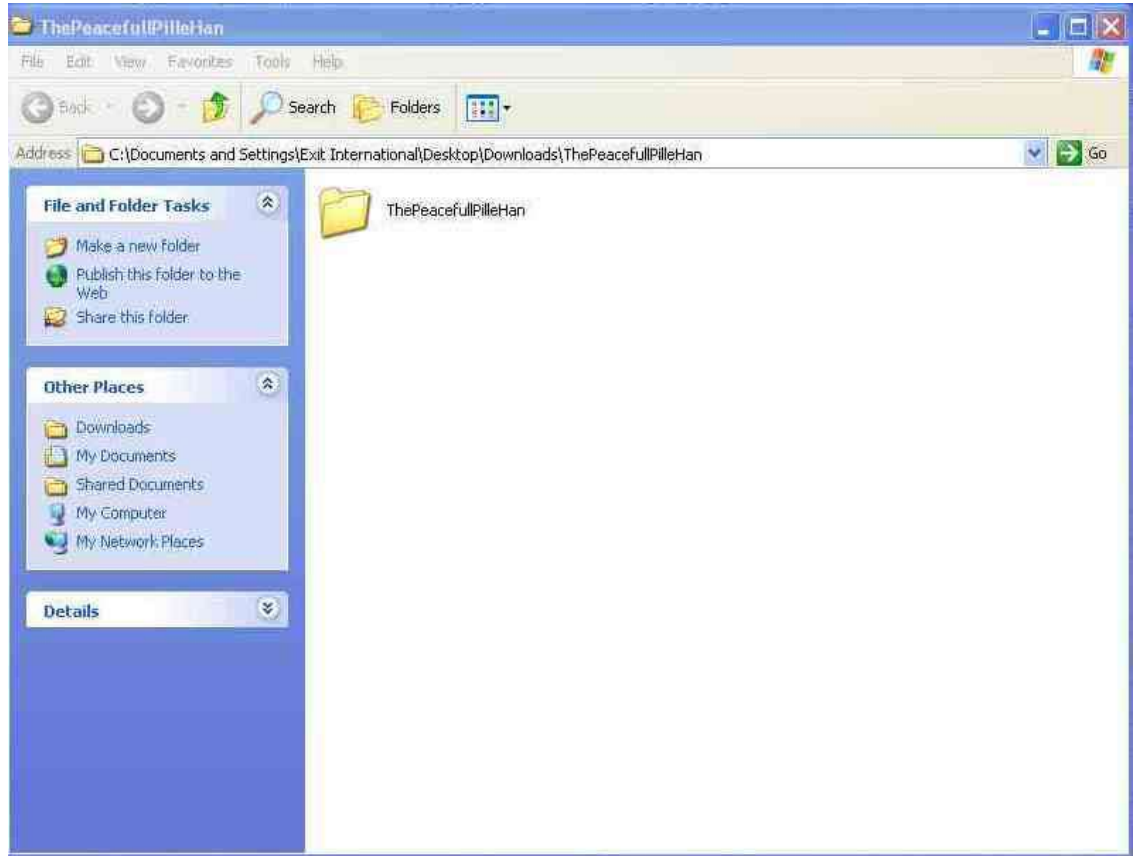 ThePeacefullPilleHan
File Edit View Favorites Tools Help
Back Search Folders
Address C:\Documents and Settings\Exit International\Desktop\Downloads\ThePeacefullPilleHan Go
File and Folder Tasks
Make a new folder
Publish this folder to the
Web
Share this folder
Other Places
Downloads
My Documents
Shared Documents
My Computer
My Network Places
Details
ThePeacefullPilleHan